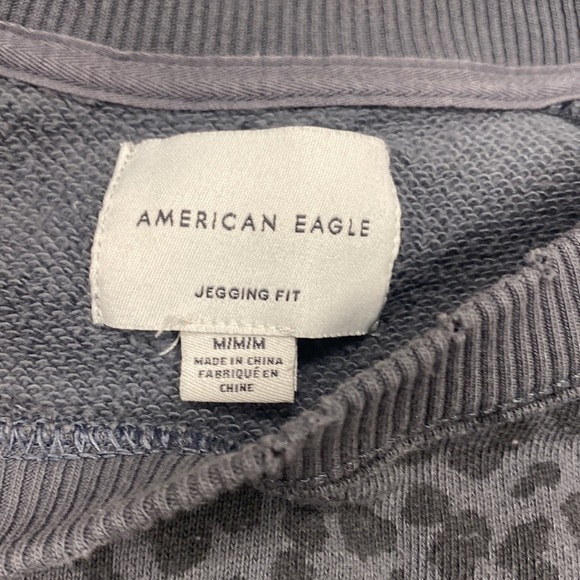 AMERICAN EAGLE
JEGGING FIT
M/M/M
MADE IN CHINA
FABRIQUÉ EN
CHINE